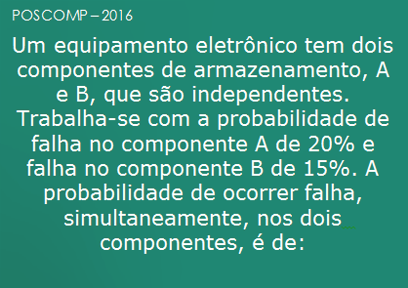 POSCOMP – 2016
Um equipamento eletrônico tem dois
componentes de armazenamento, A
e B, que são independentes.
Trabalha-se com a probabilidade de
falha no componente A de 20% e
falha no componente B de 15%. A
probabilidade de ocorrer falha,
simultaneamente, nos dois
componentes, é de: